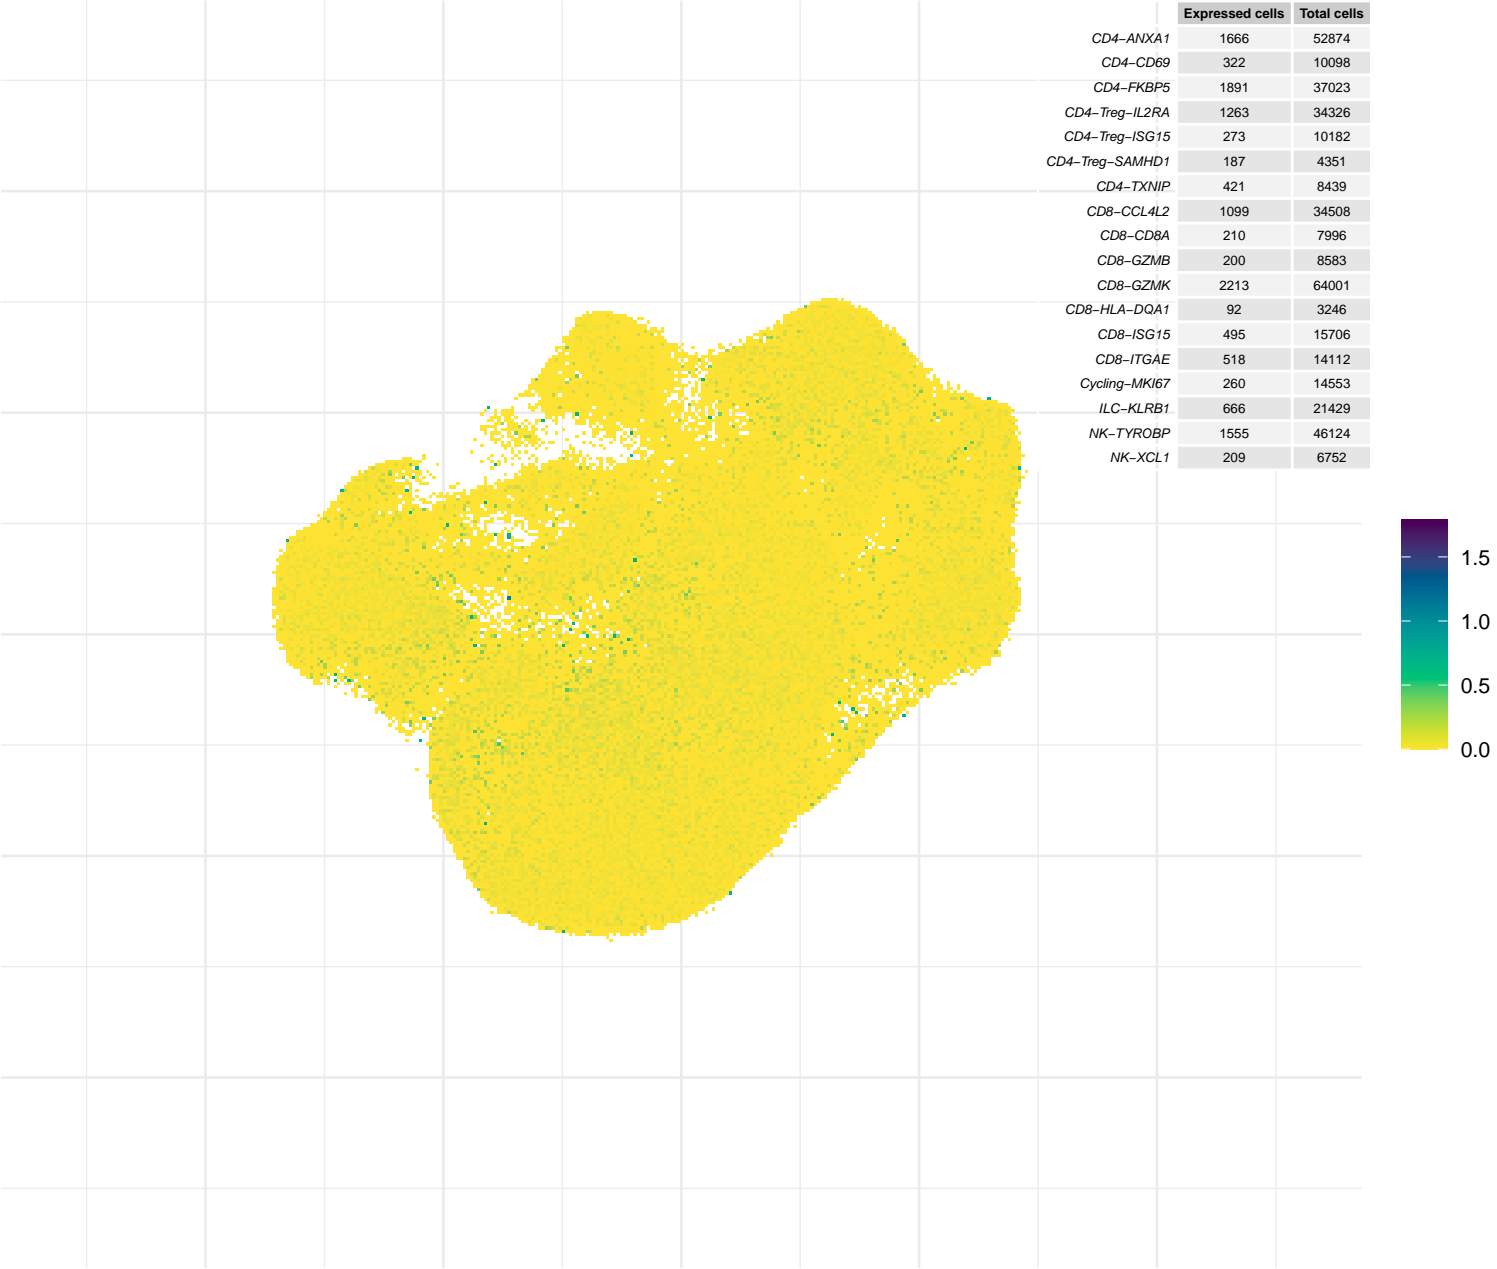 Expressed cells Total cells
CD4−ANXA1 1666 52874
CD4−CD69 322 10098
CD4−FKBP5 1891 37023
CD4−Treg−IL2RA 1263 34326
CD4−Treg−ISG15 273 10182
CD4−Treg−SAMHD1 187 4351
CD4−TXNIP 421 8439
CD8−CCL4L2 1099 34508
CD8−CD8A 210 7996
CD8−GZMB 200 8583
CD8−GZMK 2213 64001
CD8−HLA−DQA1 92 3246
CD8−ISG15 495 15706
CD8−ITGAE 518 14112
Cycling−MKI67 260 14553
ILC−KLRB1 666 21429
NK−TYROBP 1555 46124
NK−XCL1 209 6752
1.5
1.0
0.5
0.0